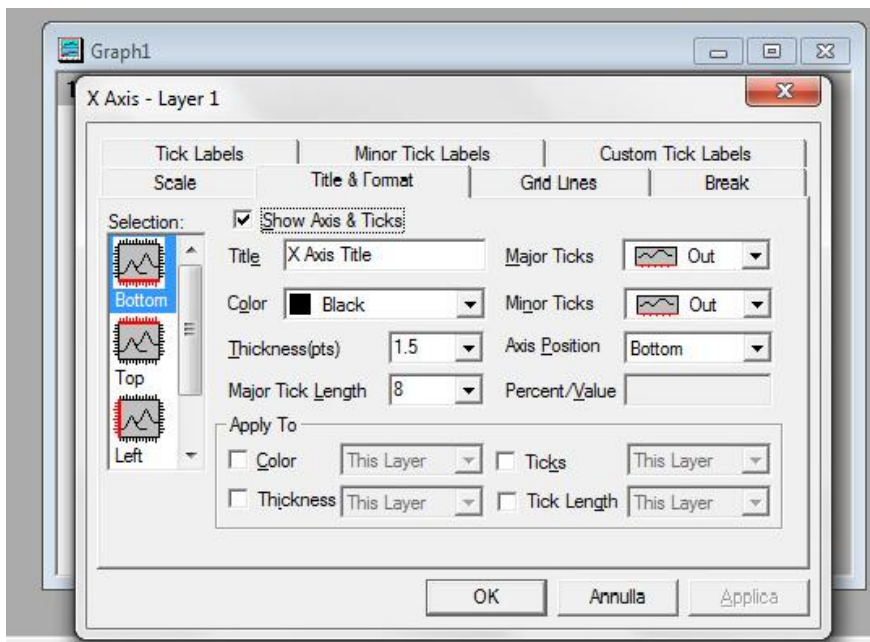 Graph1
1
X Axis - Layer 1
Tick Labels Minor Tick Labels Custom Tick Labels
Scale Title & Format Grid Lines Break
Selection: Show Axis & Ticks
Title X Axis Title Major Ticks Out
Bottom Color Black Minor Ticks Out
Thickness(pts) 1.5 Axis Position Bottom
Top
Major Tick Length 8 Percent/Value
Apply To
Left Color This Layer Ticks This Layer
Thickness This Layer Tick Length This Layer
OK Annulla Applica